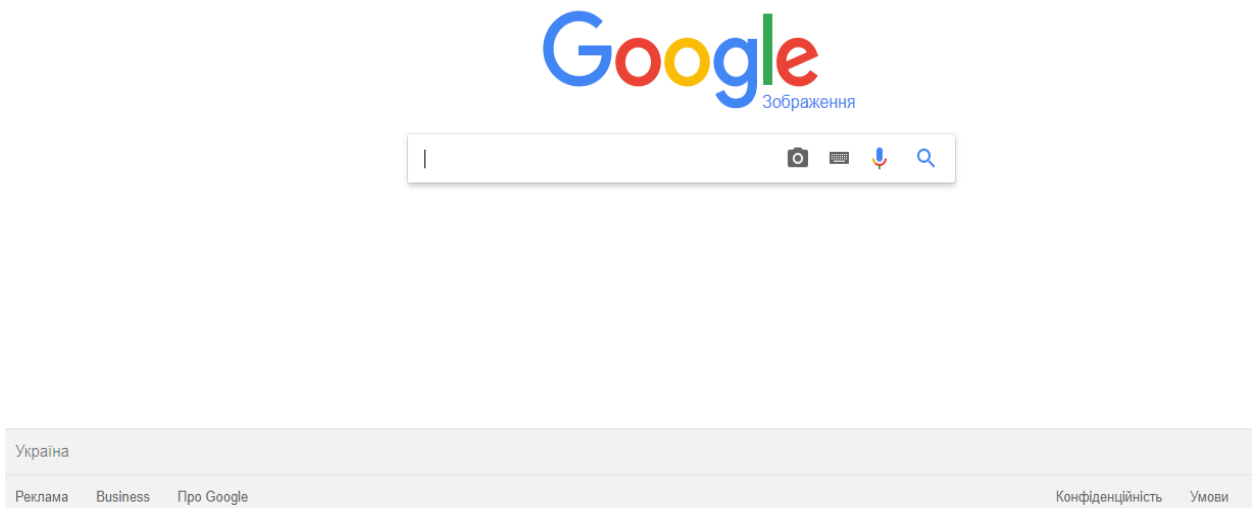 Google
Зображення
Україна
Реклама Business Про Google Конфіденційність Умови